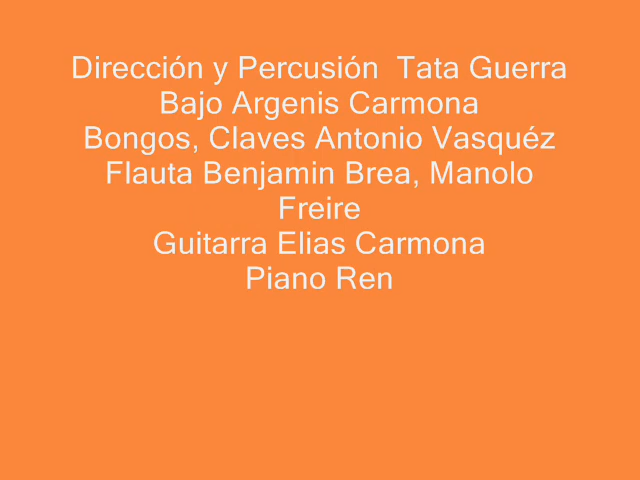 Dirección y Percusión  Tata Guerra
Bajo Argenis Carmona
Bongos, Claves Antonio Vasquéz
Flauta Benjamin Brea, Manolo
Freire
Guitarra Elias Carmona
Piano Ren